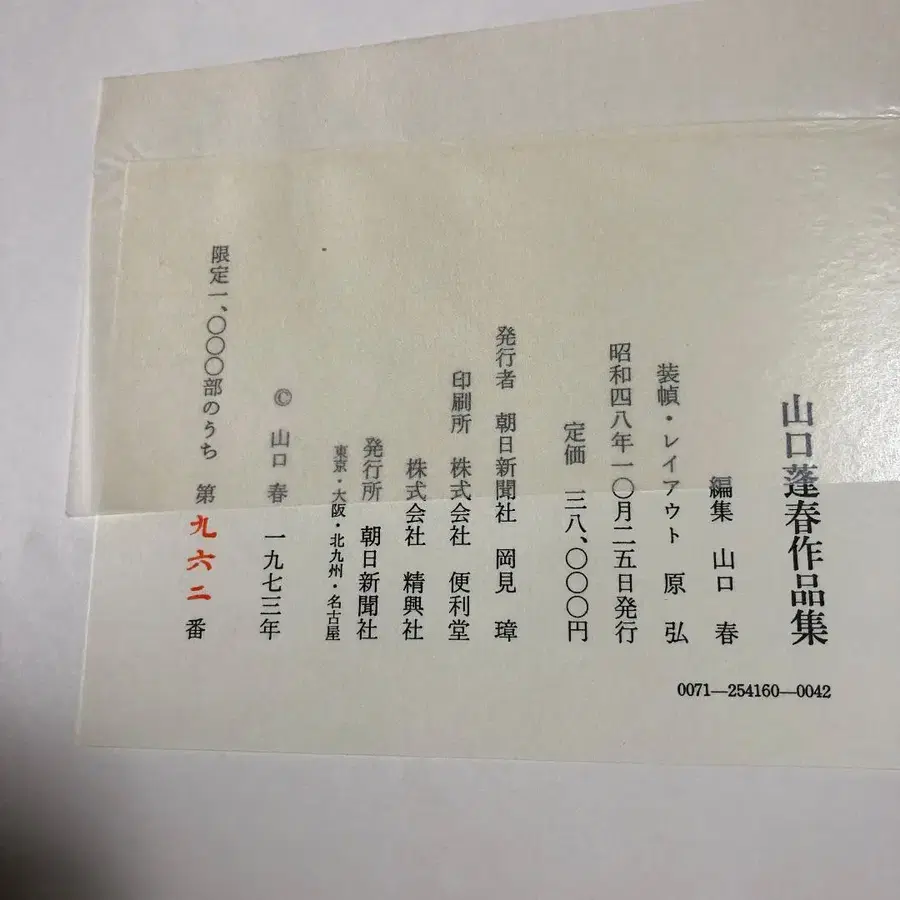 山口蓬春作品集
編集 山口 春
装幀・レイアウト 原 弘
昭和四八年一〇月二五日発行
定価 三八、〇〇〇円
発行者 朝日新聞社 岡見 璋
印刷所 株式会社 便利堂
株式会社 精興社
発行所 朝日新聞社
東京・大阪・北九州・名古屋
© 山口 春 一九七三年
限定一、〇〇〇部のうち 第九六二番
0071—254160—0042